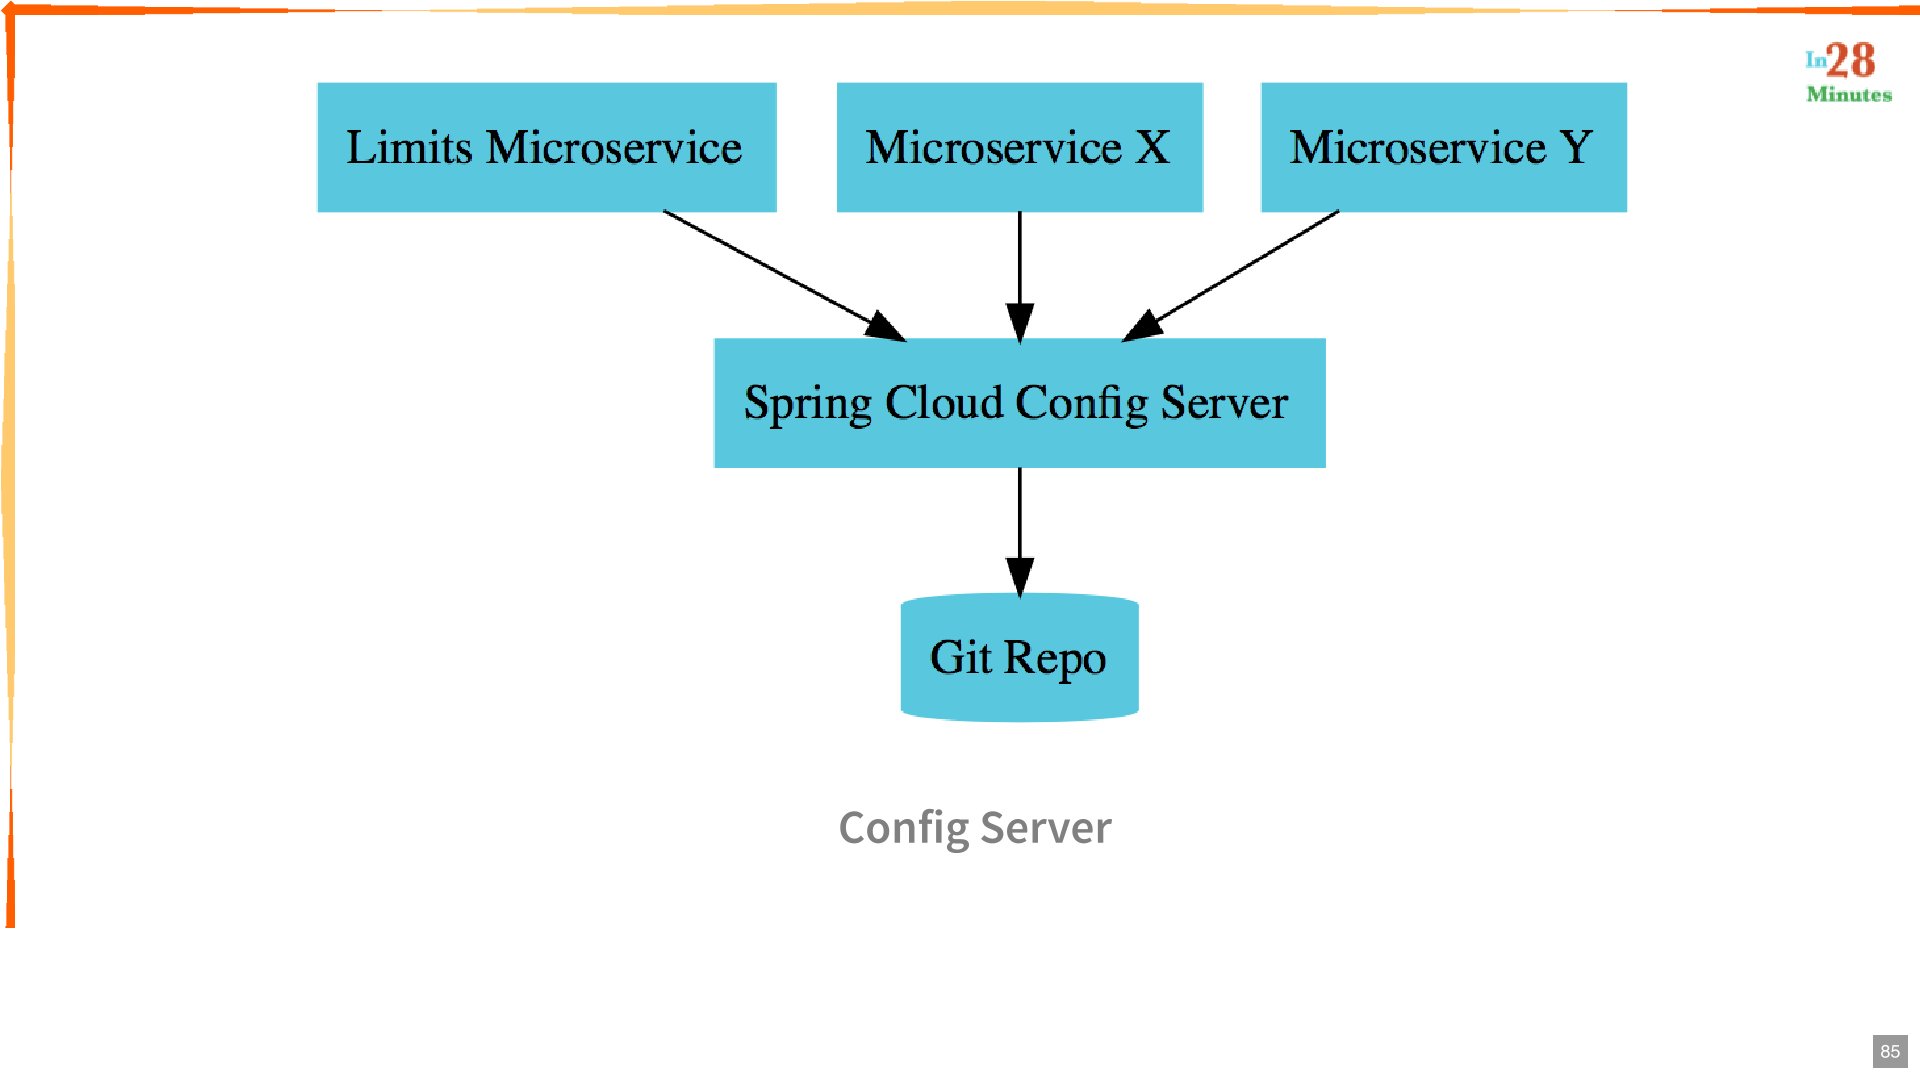 In28
Minutes
Limits Microservice
Microservice X
Microservice Y
Spring Cloud Config Server
Git Repo
Config Server
85